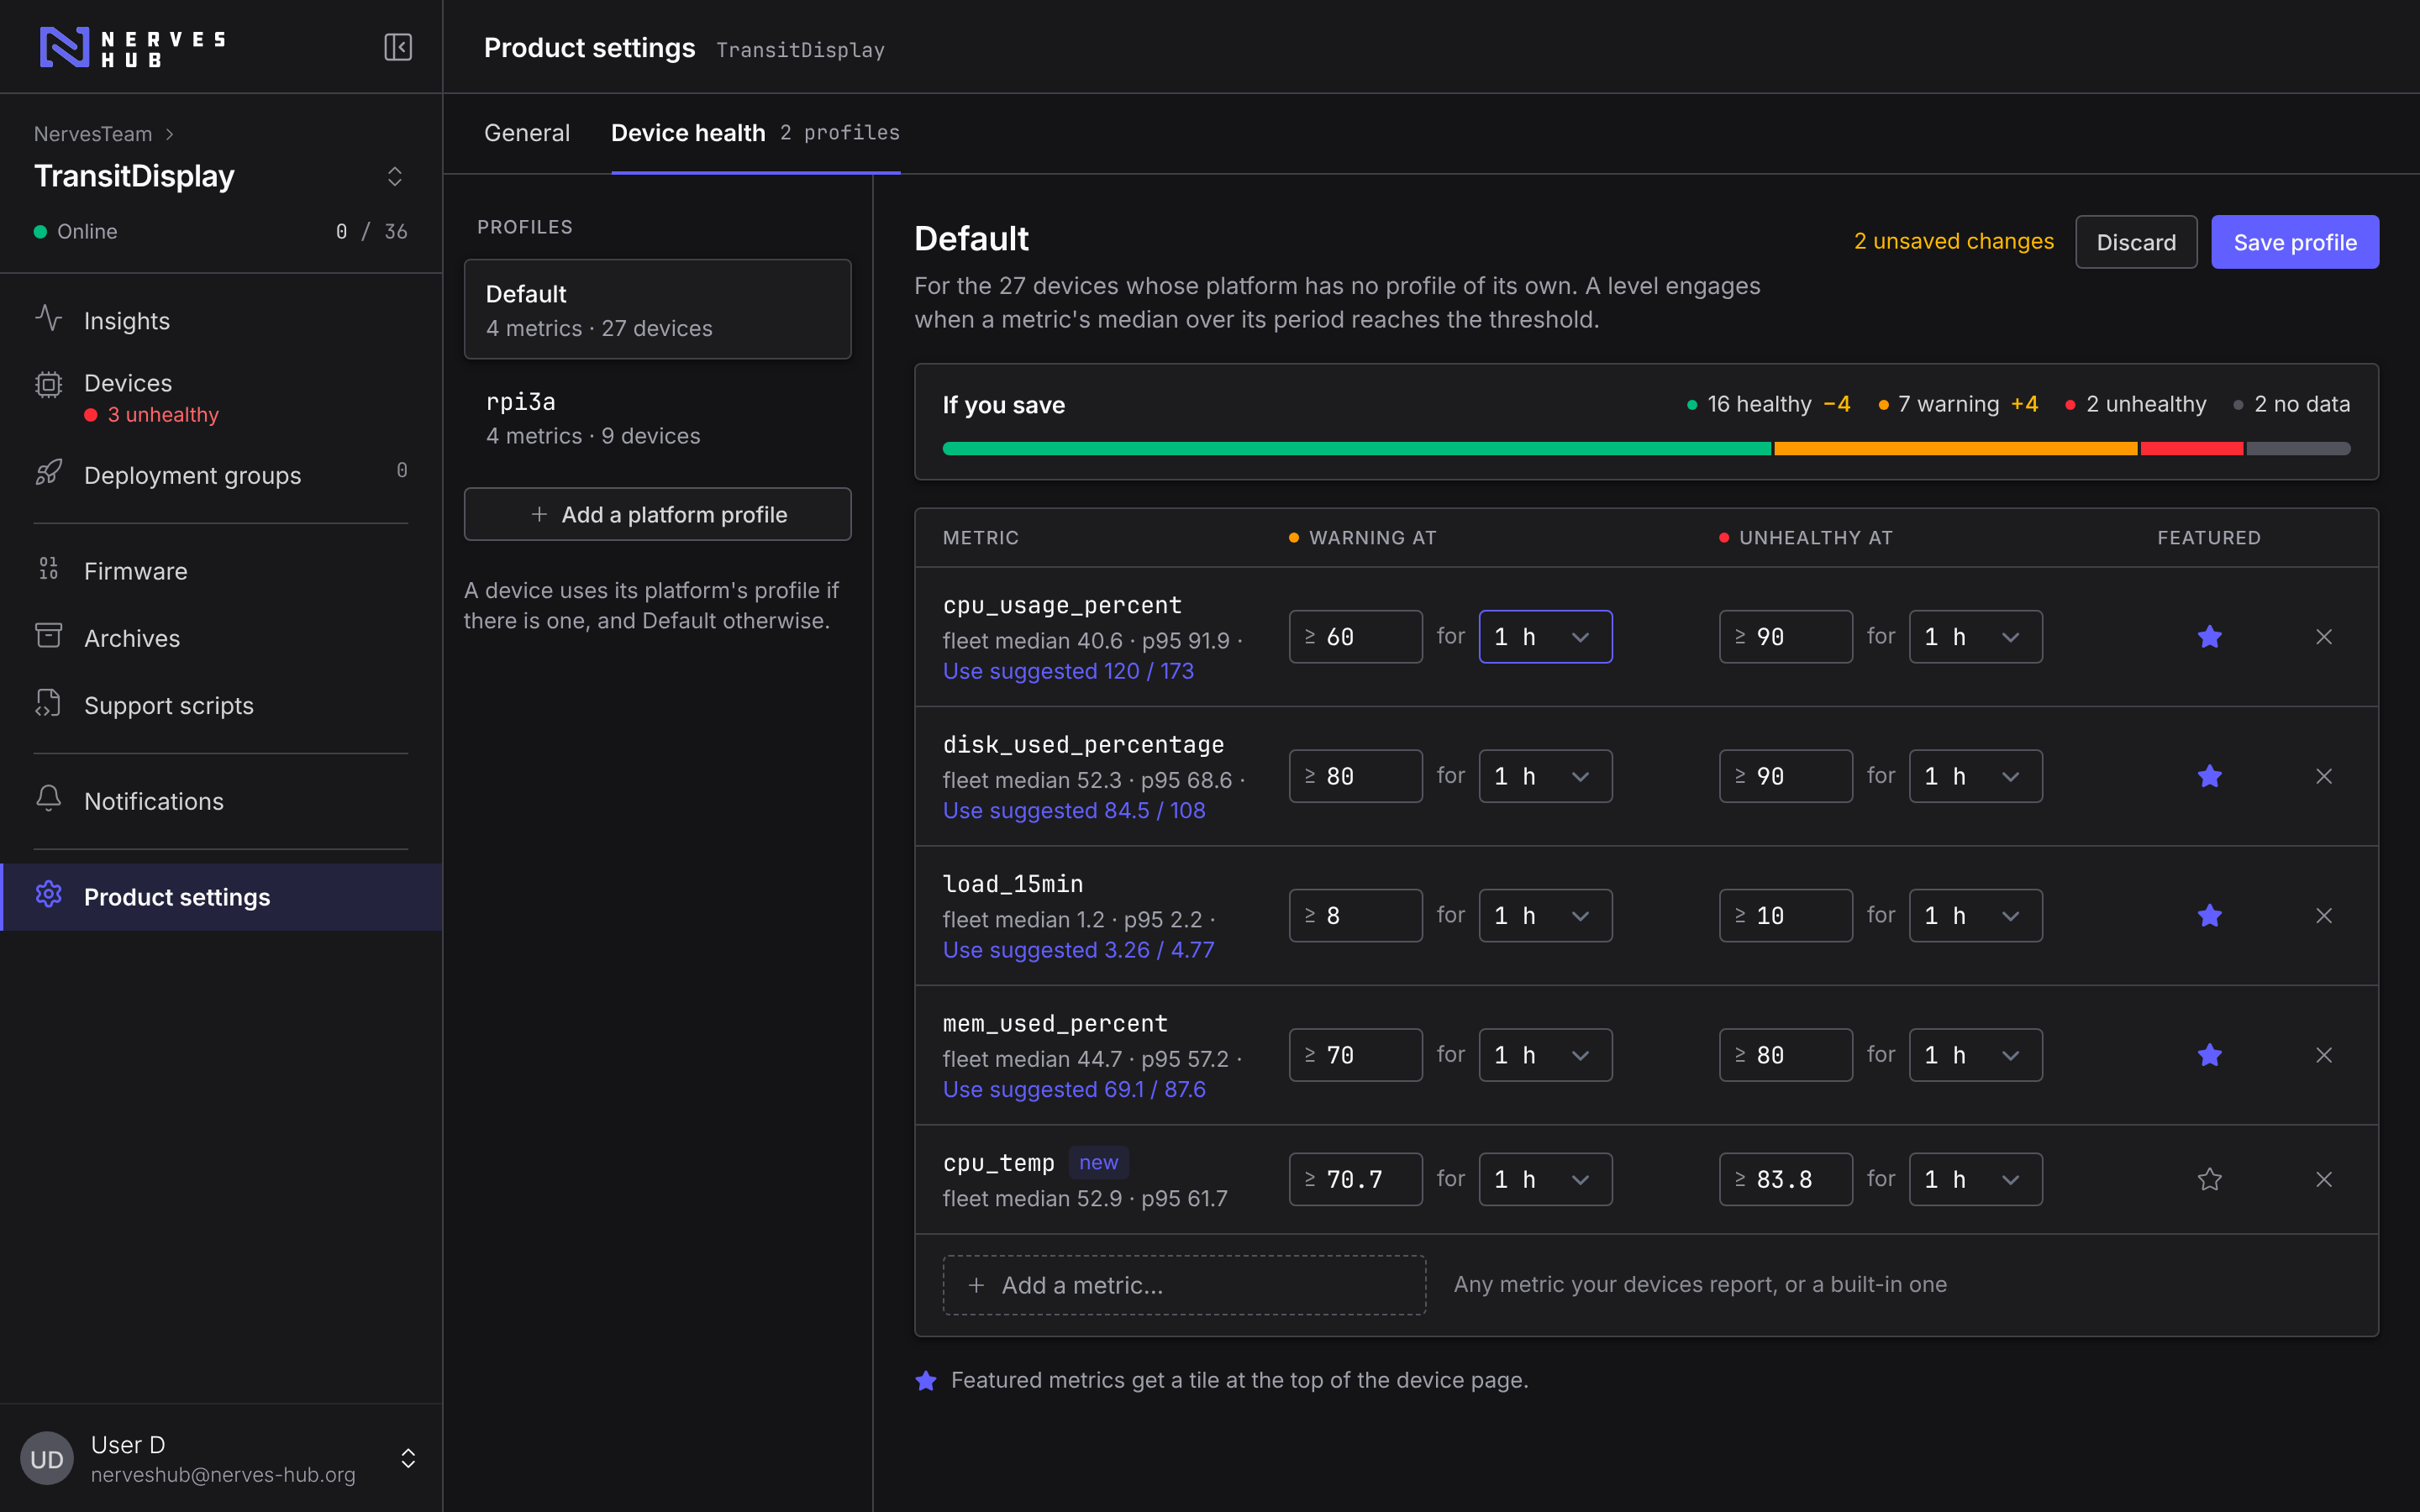 NERVES
HUB
NervesTeam
TransitDisplay
Online
0 / 36
Insights
Devices
3 unhealthy
Deployment groups
0
Firmware
Archives
Support scripts
Notifications
Product settings
UD
User D
nerveshub@nerves-hub.org
Product settings TransitDisplay
General
Device health 2 profiles
PROFILES
Default
4 metrics · 27 devices
rpi3a
4 metrics · 9 devices
+ Add a platform profile
A device uses its platform's profile if
there is one, and Default otherwise.
Default
2 unsaved changes
Discard
Save profile
For the 27 devices whose platform has no profile of its own. A level engages
when a metric's median over its period reaches the threshold.
If you save
16 healthy −4
7 warning +4
2 unhealthy
2 no data
METRIC
WARNING AT
UNHEALTHY AT
FEATURED
cpu_usage_percent
fleet median 40.6 · p95 91.9 ·
Use suggested 120 / 173
≥ 60 for 1 h
≥ 90 for 1 h
disk_used_percentage
fleet median 52.3 · p95 68.6 ·
Use suggested 84.5 / 108
≥ 80 for 1 h
≥ 90 for 1 h
load_15min
fleet median 1.2 · p95 2.2 ·
Use suggested 3.26 / 4.77
≥ 8 for 1 h
≥ 10 for 1 h
mem_used_percent
fleet median 44.7 · p95 57.2 ·
Use suggested 69.1 / 87.6
≥ 70 for 1 h
≥ 80 for 1 h
cpu_temp new
fleet median 52.9 · p95 61.7
≥ 70.7 for 1 h
≥ 83.8 for 1 h
+ Add a metric...
Any metric your devices report, or a built-in one
Featured metrics get a tile at the top of the device page.